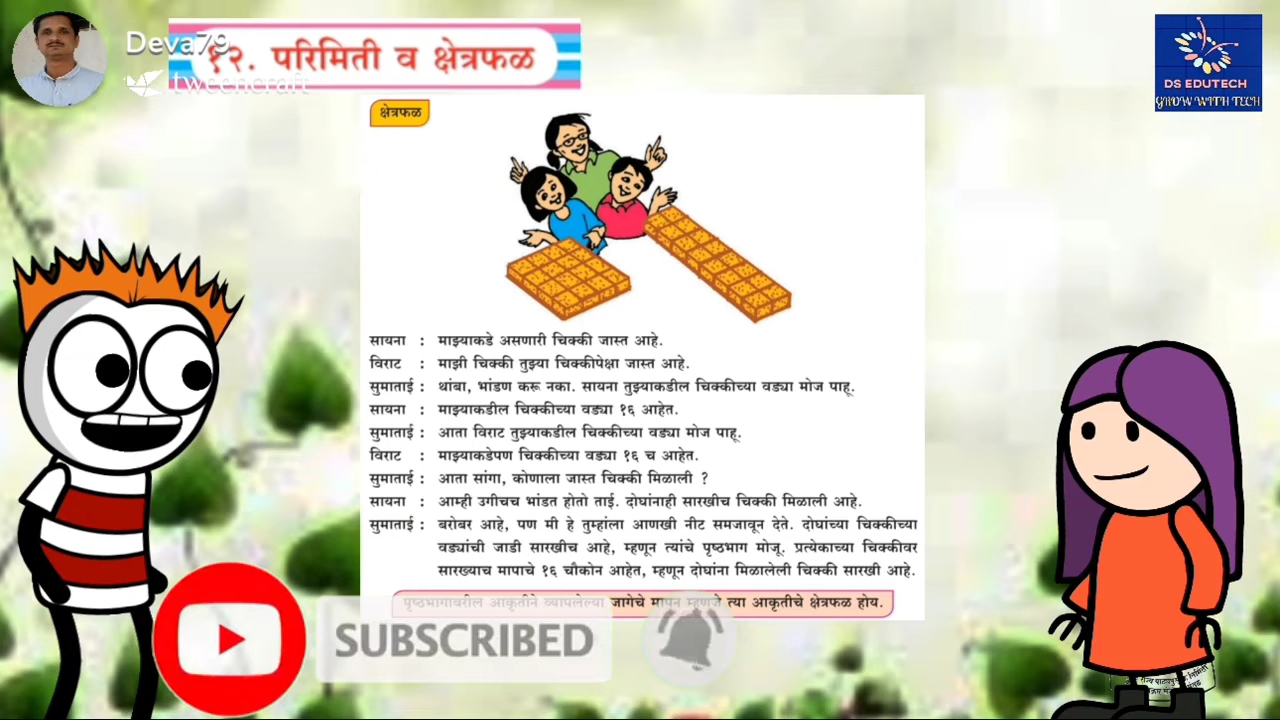 Deva79
tweencraft
१२. परिमिती व क्षेत्रफळ
DS EDUTECH
GROW WITH TECH
क्षेत्रफळ
सायना : माझ्याकडे असणारी चिक्की जास्त आहे.
विराट : माझी चिक्की तुझ्या चिक्कीपेक्षा जास्त आहे.
सुमाताई : थांबा, भांडण करू नका. सायना तुझ्याकडील चिक्कीच्या वड्या मोज पाहू.
सायना : माझ्याकडील चिक्कीच्या वड्या १६ आहेत.
सुमाताई : आता विराट तुझ्याकडील चिक्कीच्या वड्या मोज पाहू.
विराट : माझ्याकडेपण चिक्कीच्या वड्या १६ च आहेत.
सुमाताई : आता सांगा, कोणाला जास्त चिक्की मिळाली ?
सायना : आम्ही उगीचच भांडत होतो ताई. दोघांनाही सारखीच चिक्की मिळाली आहे.
सुमाताई : बरोबर आहे, पण मी हे तुम्हांला आणखी नीट समजावून देते. दोघांच्या चिक्कीच्या
वड्यांची जाडी सारखीच आहे, म्हणून त्यांचे पृष्ठभाग मोजू. प्रत्येकाच्या चिक्कीवर
सारख्याच मापाचे १६ चौकोन आहेत, म्हणून दोघांना मिळालेली चिक्की सारखी आहे.
पृष्ठभागावरील आकृतीने व्यापलेल्या जागेचे मापन म्हणजे त्या आकृतीचे क्षेत्रफळ होय.
SUBSCRIBED